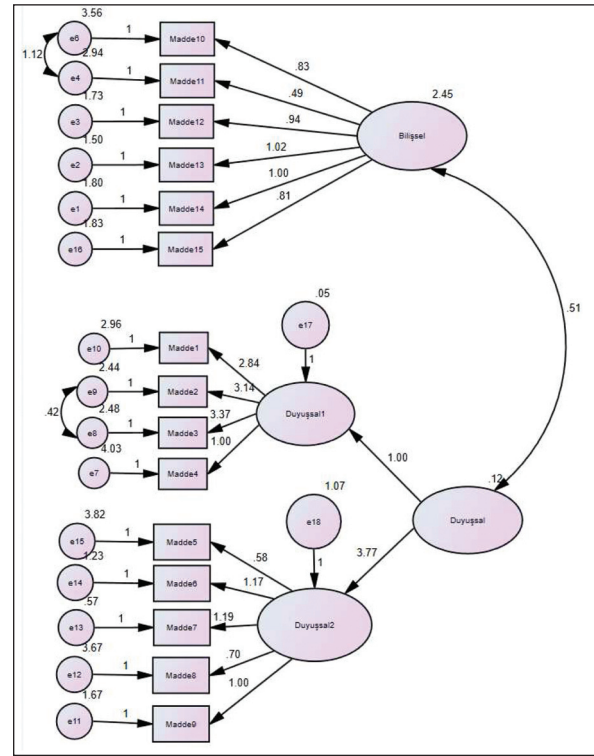 3.56
e6
1
Madde10
1.12
2.94
e4
1
Madde11
1.73
e3
1
Madde12
1.50
e2
1
Madde13
1.80
e1
1
Madde14
1.83
e16
1
Madde15
.83
.49
.94
1.02
1.00
.81
2.45
Bilişsel
.51
.05
e17
1
2.96
e10
1
Madde1
2.44
e9
1
Madde2
.42
2.48
e8
1
Madde3
4.03
e7
1
Madde4
2.84
3.14
3.37
1.00
Duyuşsal1
1.00
.12
Duyuşsal
3.77
1.07
e18
1
3.82
e15
1
Madde5
1.23
e14
1
Madde6
.57
e13
1
Madde7
3.67
e12
1
Madde8
1.67
e11
1
Madde9
.58
1.17
1.19
.70
1.00
Duyuşsal2